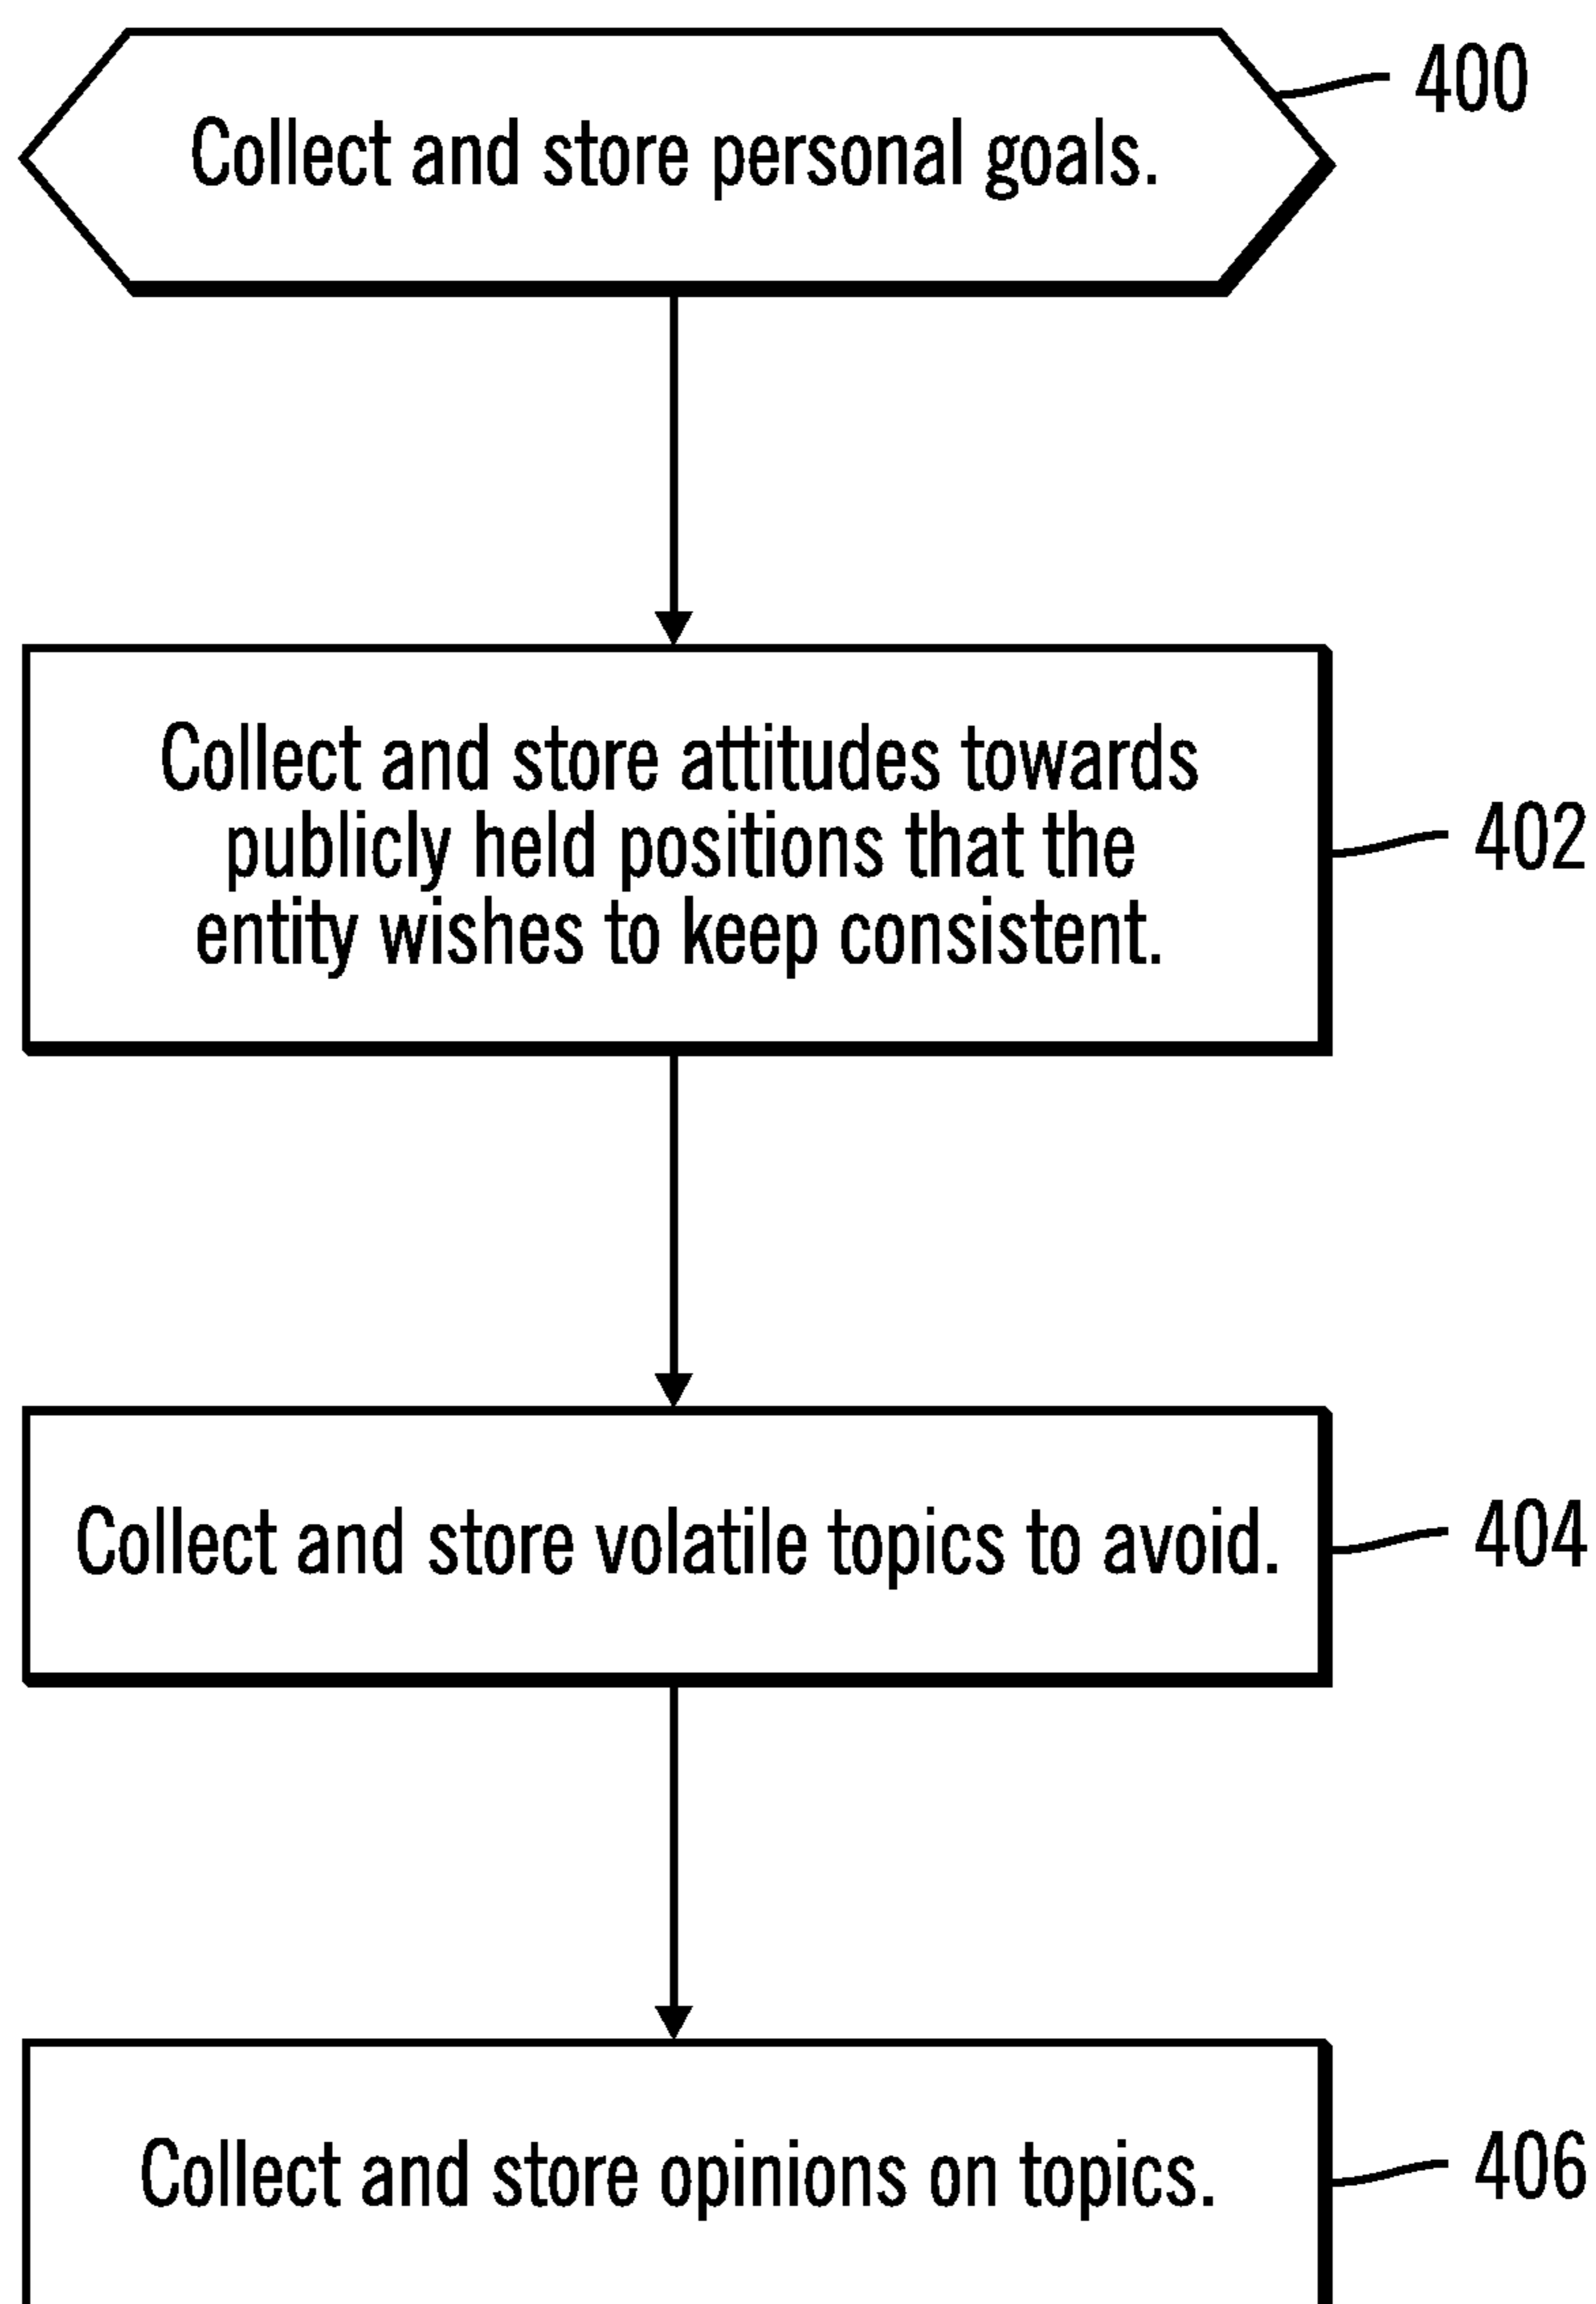 400
Collect and store personal goals.
Collect and store attitudes towards
publicly held positions that the
entity wishes to keep consistent.
402
Collect and store volatile topics to avoid.
404
Collect and store opinions on topics.
406